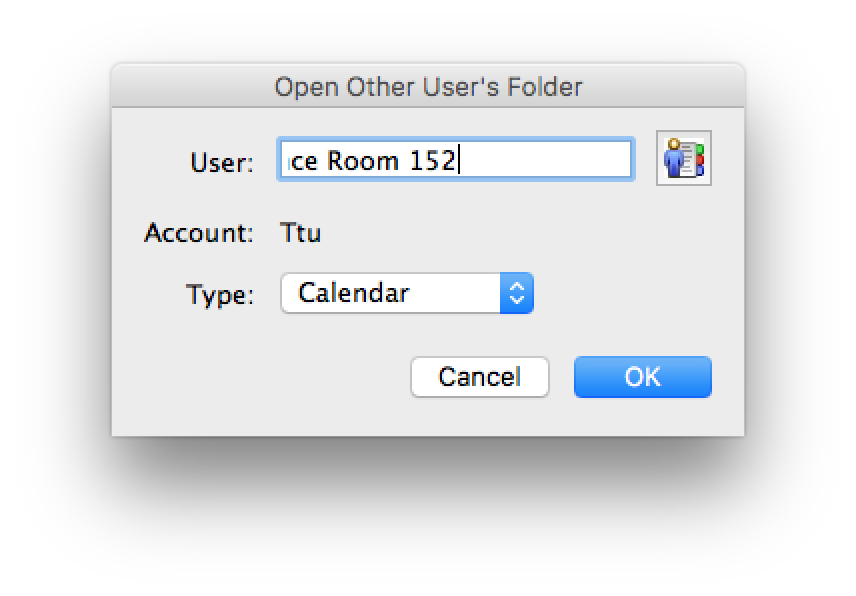 Open Other User's Folder
User: ce Room 152
Account: Ttu
Type: Calendar
Cancel OK